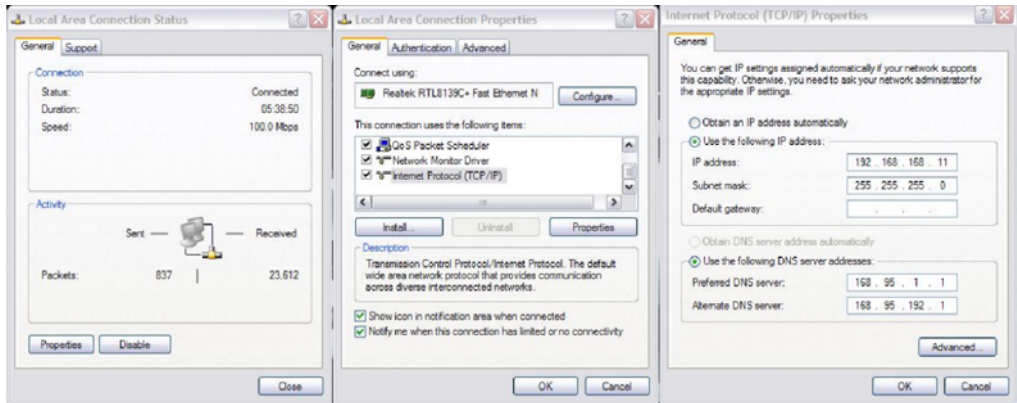 Local Area Connection Status
General
Support
Connection
Status:
Connected
Duration:
05:38:50
Speed:
100.0 Mbps
Activity
Sent
Received
Packets:
837
23,612
Properties
Disable
Close
Local Area Connection Properties
General
Authentication
Advanced
Connect using:
Realtek RTL8139C+ Fast Ethernet N
Configure...
This connection uses the following items:
QoS Packet Scheduler
Network Monitor Driver
Internet Protocol (TCP/IP)
Install...
Uninstall
Properties
Description
Transmission Control Protocol/Internet Protocol. The default
wide area network protocol that provides communication
across diverse interconnected networks.
Show icon in notification area when connected
Notify me when this connection has limited or no connectivity
OK
Cancel
Internet Protocol (TCP/IP) Properties
General
You can get IP settings assigned automatically if your network supports
this capability. Otherwise, you need to ask your network administrator for
the appropriate IP settings.
Obtain an IP address automatically
Use the following IP address:
IP address:
192 . 168 . 168 . 11
Subnet mask:
255 . 255 . 255 . 0
Default gateway:
. . .
Obtain DNS server address automatically
Use the following DNS server addresses:
Preferred DNS server:
168 . 95 . 1 . 1
Alternate DNS server:
168 . 95 . 192 . 1
Advanced...
OK
Cancel